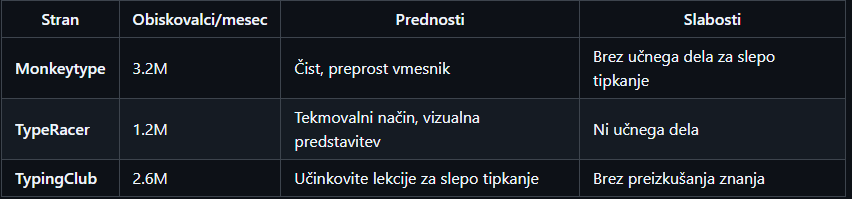 Stran Obiskovalci/mesec Prednosti Slabosti
Monkeytype 3.2M Čist, preprost vmesnik Brez učnega dela za slepo
tipkanje
TypeRacer 1.2M Tekmovalni način, vizualna
predstavitev Ni učnega dela
TypingClub 2.6M Učinkovite lekcije za slepo tipkanje Brez preizkušanja znanja